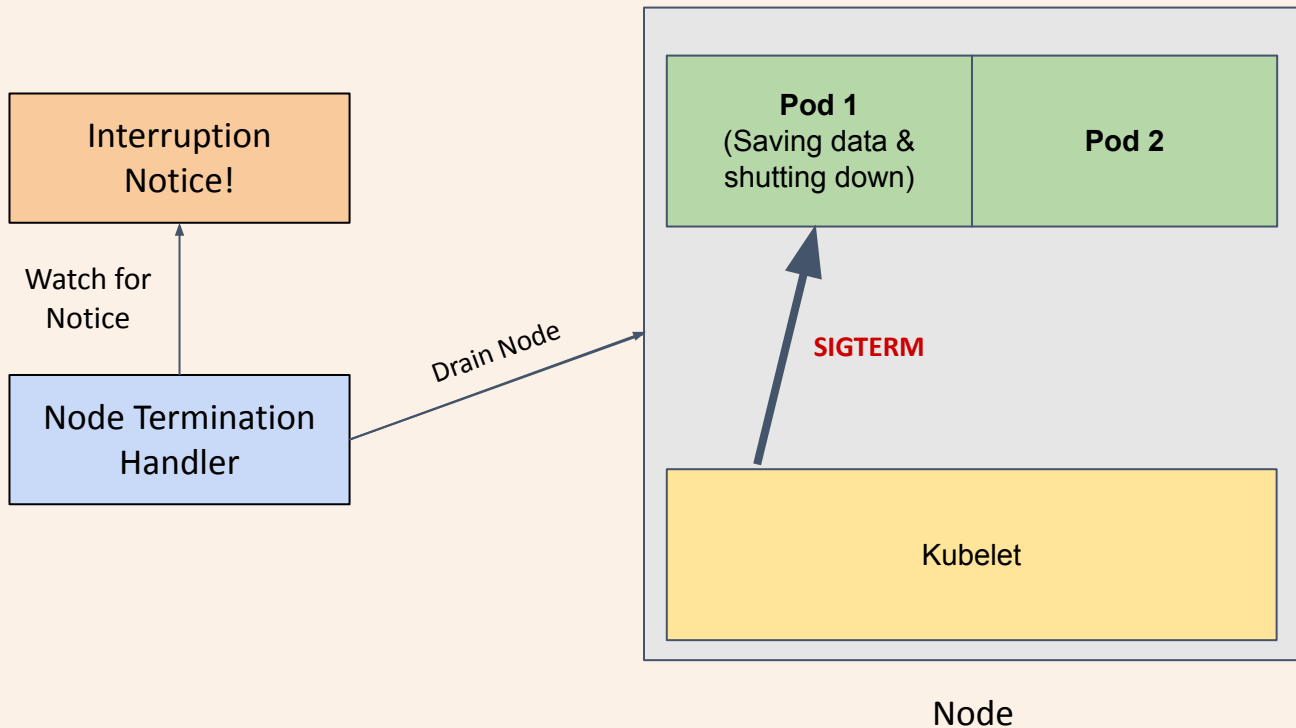 Interruption
Notice!
Watch for
Notice
Node Termination
Handler
Drain Node
Pod 1
(Saving data &
shutting down)
Pod 2
SIGTERM
Kubelet
Node